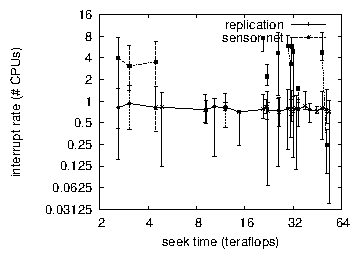 16
8
4
2
1
0.5
0.25
0.125
0.0625
0.03125
interrupt rate (# CPUs)
replication
sensor-net
2 4 8 16 32 64
seek time (teraflops)